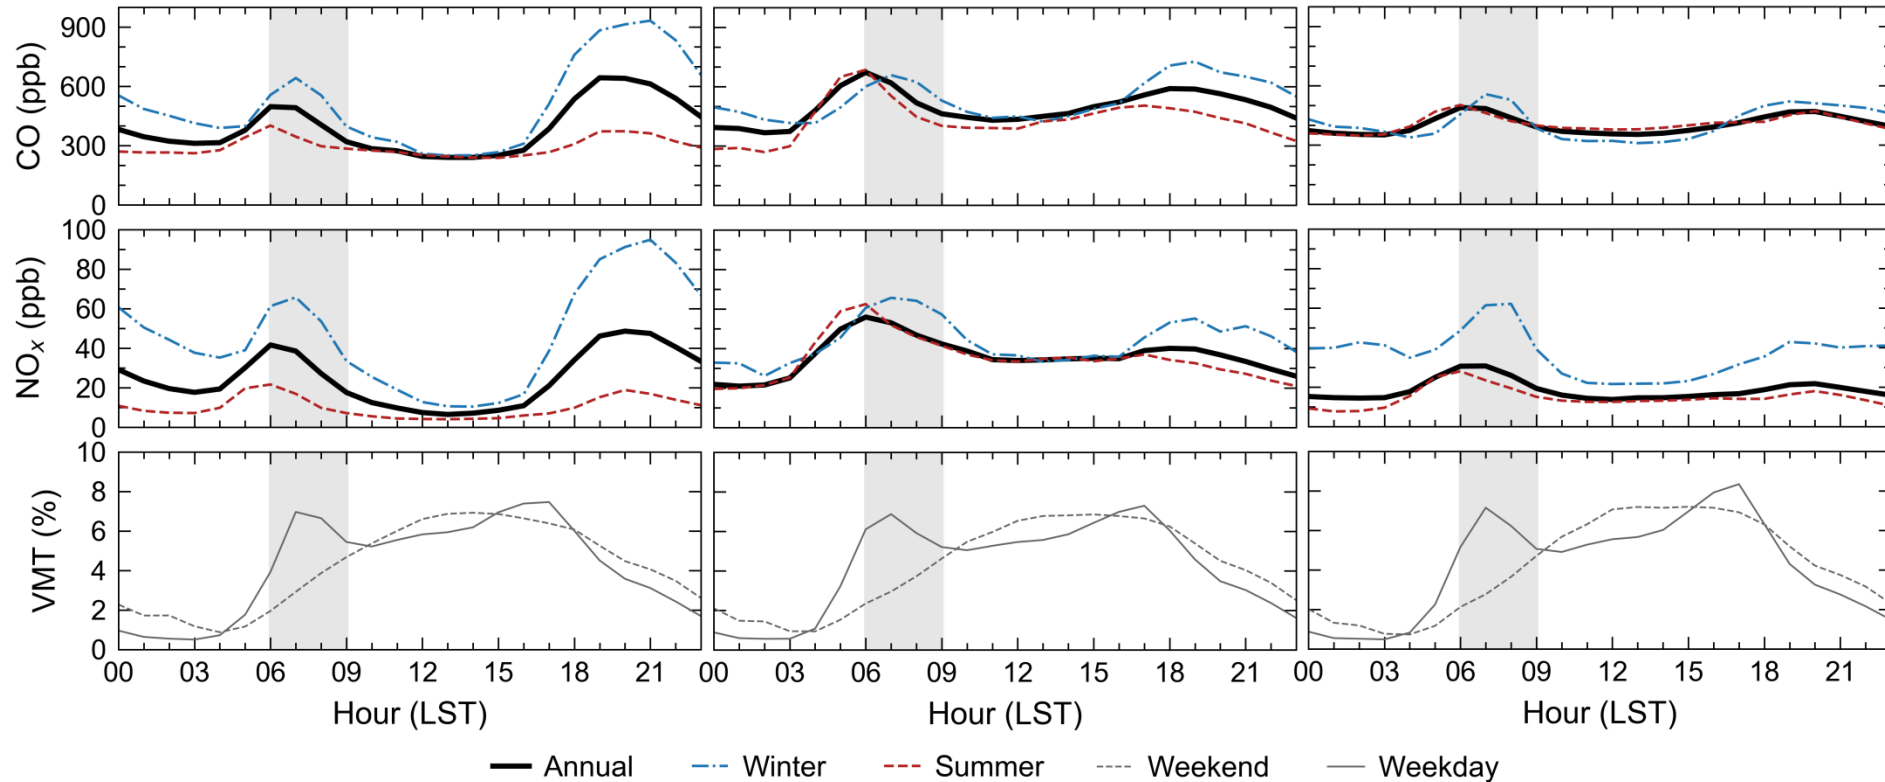 CO (ppb)
900
600
300
0
NOx (ppb)
100
80
60
40
20
0
VMT (%)
10
8
6
4
2
0
00 03 06 09 12 15 18 21
00 03 06 09 12 15 18 21
00 03 06 09 12 15 18 21
Hour (LST)
Hour (LST)
Hour (LST)
Annual Winter Summer Weekend Weekday